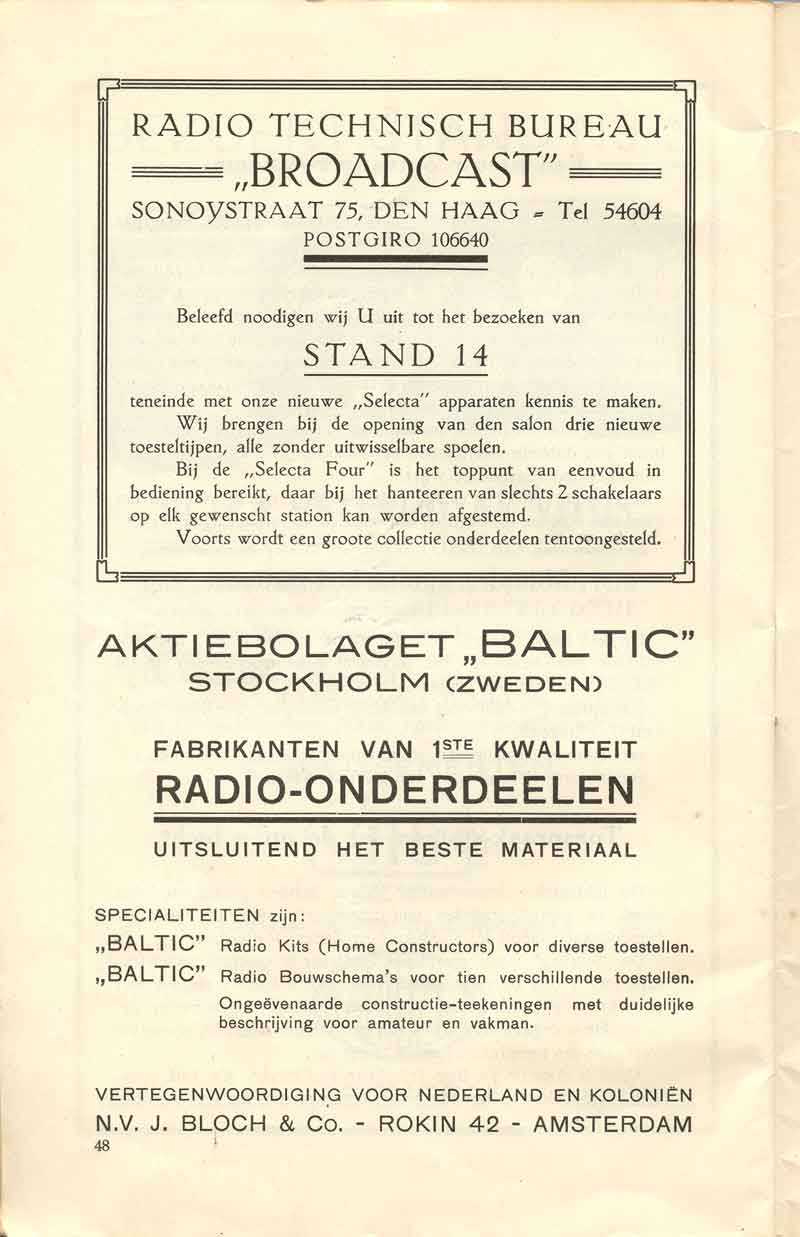 RADIO TECHNISCH BUREAU
„BROADCAST”
SONOySTRAAT 75, DEN HAAG = Tel 54604
POSTGIRO 106640
Beleefd noodigen wij U uit tot het bezoeken van
STAND 14
teneinde met onze nieuwe „Selecta” apparaten kennis te maken.
Wij brengen bij de opening van den salon drie nieuwe
toesteltijpen, alle zonder uitwisselbare spoelen.
Bij de „Selecta Four” is het toppunt van eenvoud in
bediening bereikt, daar bij het hanteeren van slechts 2 schakelaars
op elk gewenscht station kan worden afgestemd.
Voorts wordt een groote collectie onderdeelen tentoongesteld.
AKTIEBOLAGET „BALTIC”
STOCKHOLM (ZWEDEN)
FABRIKANTEN VAN 1STE KWALITEIT
RADIO-ONDERDEELEN
UITSLUITEND HET BESTE MATERIAAL
SPECIALITEITEN zijn:
„BALTIC” Radio Kits (Home Constructors) voor diverse toestellen.
„BALTIC” Radio Bouwschema's voor tien verschillende toestellen.
Ongeëvenaarde constructie-teekeningen met duidelijke
beschrijving voor amateur en vakman.
VERTEGENWOORDIGING VOOR NEDERLAND EN KOLONIËN
N.V. J. BLOCH & Co. - ROKIN 42 - AMSTERDAM
48